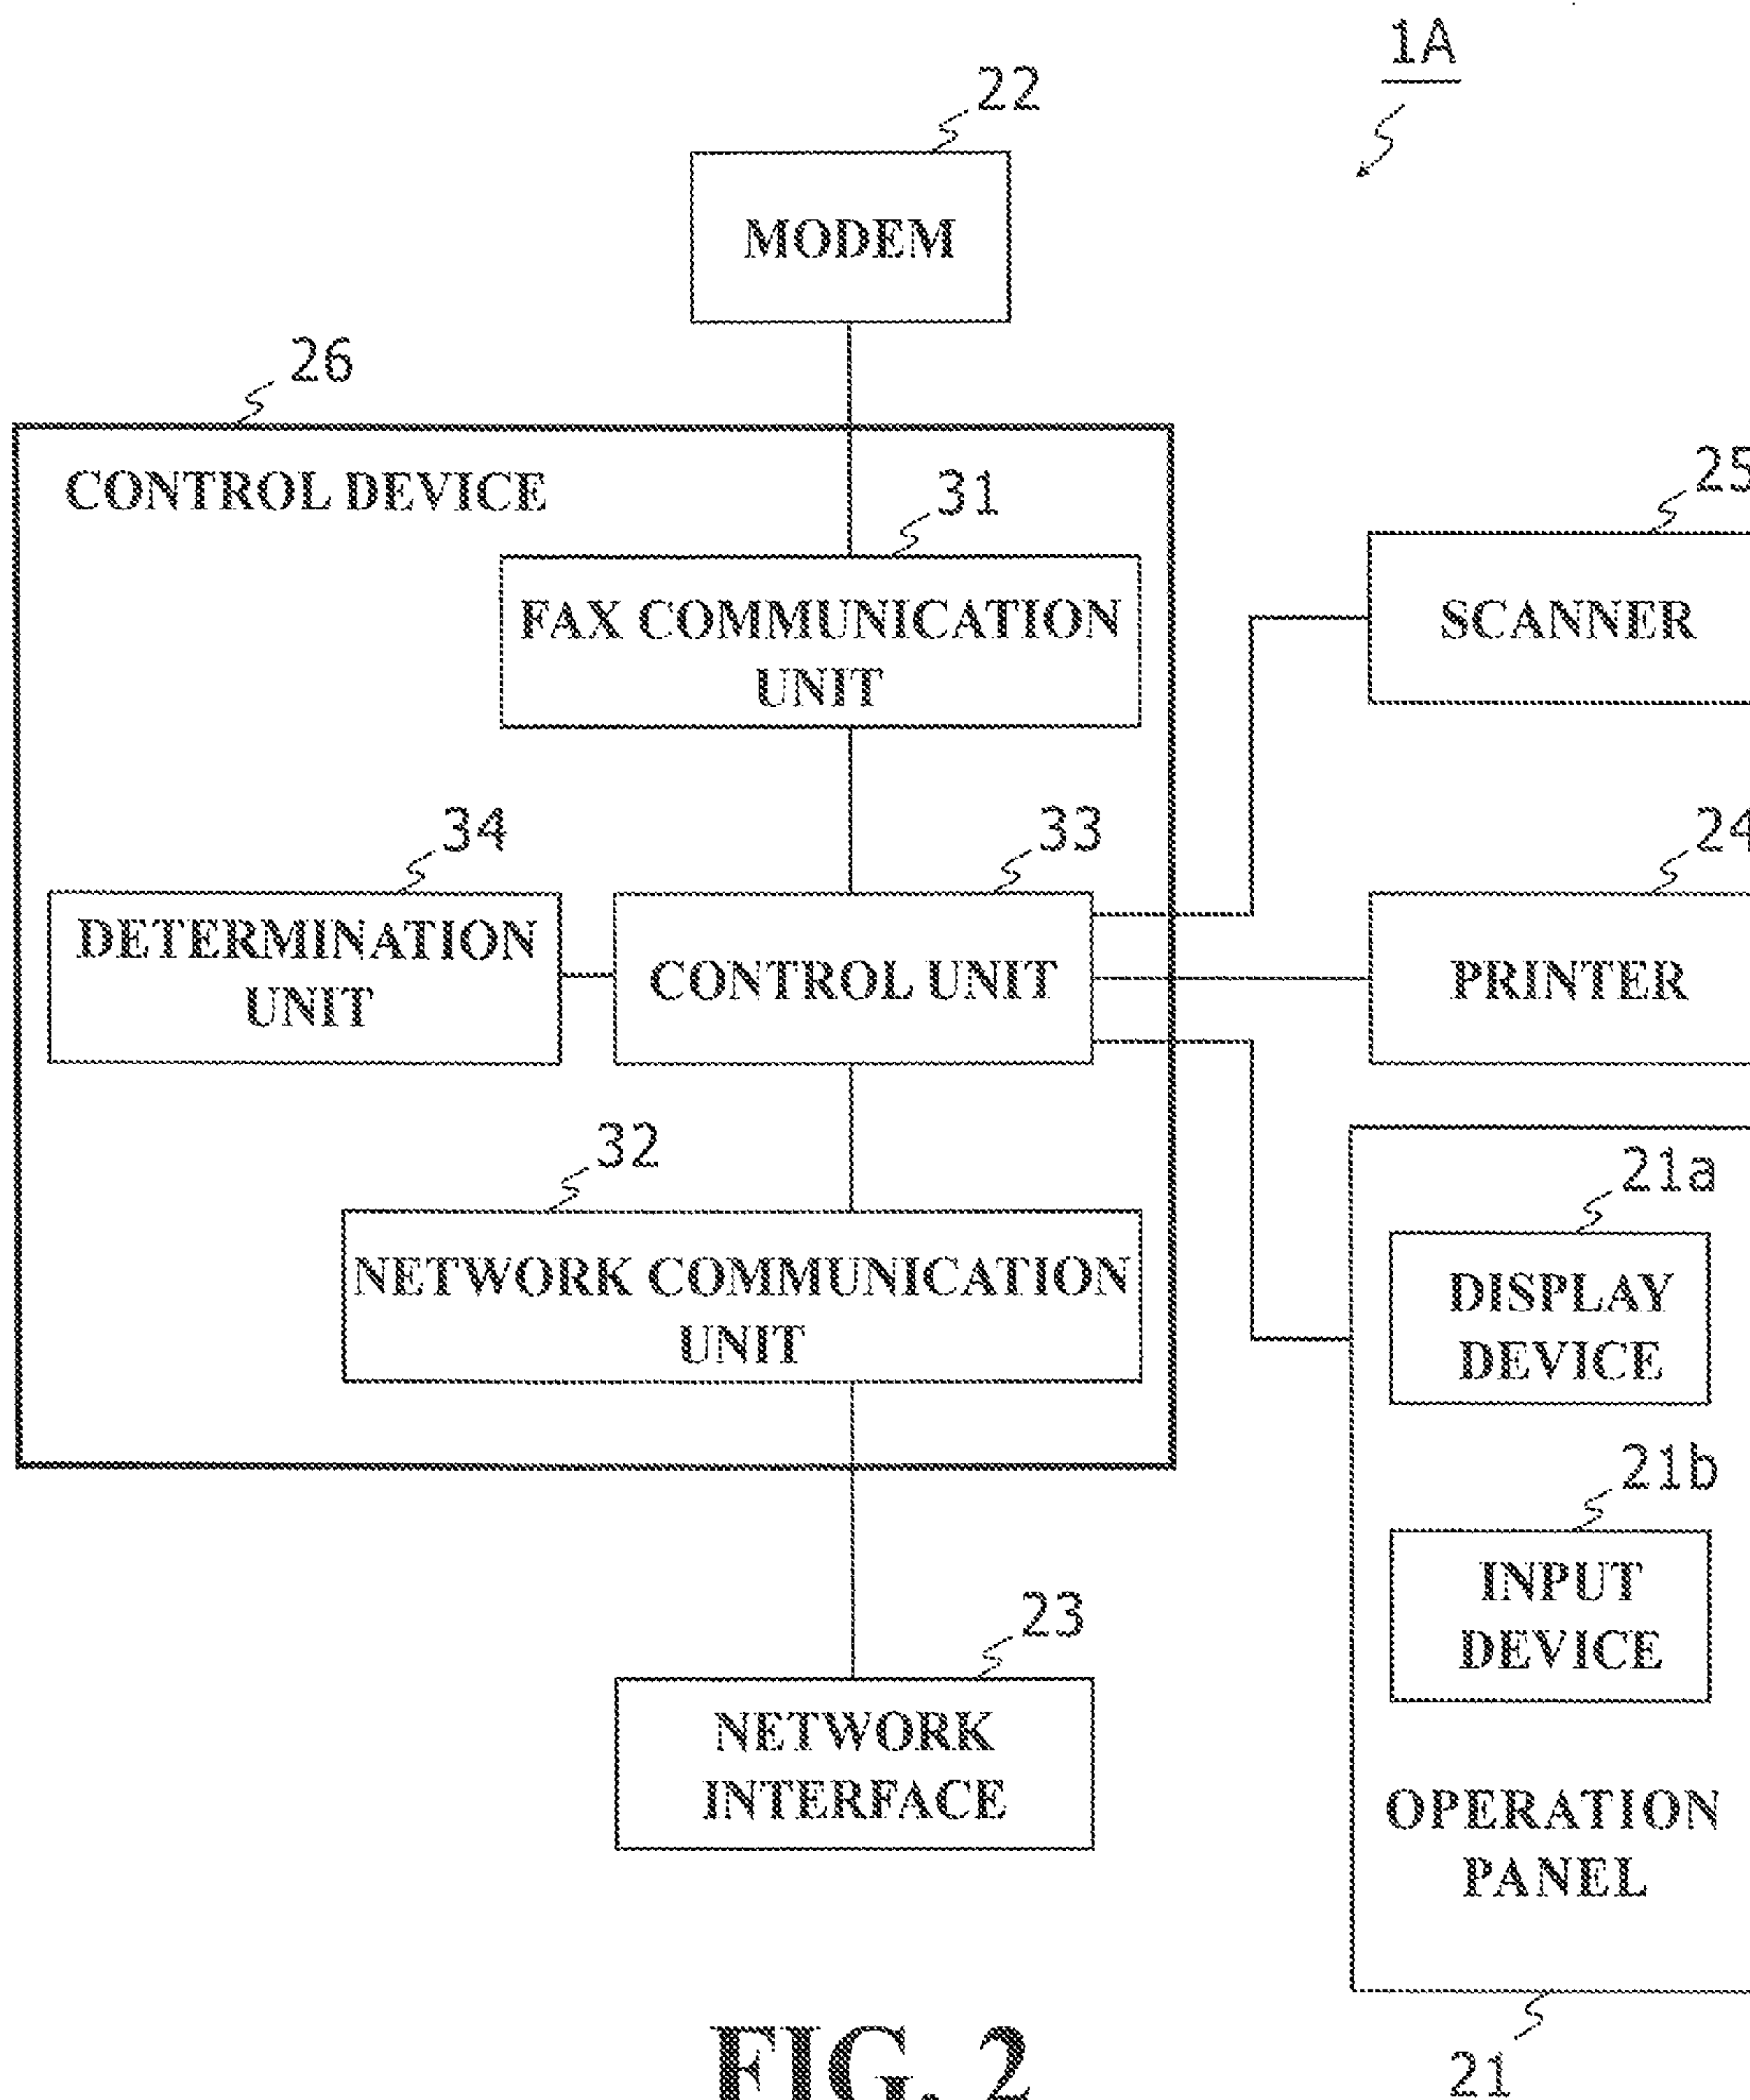 1A
22
MODEM
26
CONTROL DEVICE
31
FAX COMMUNICATION
UNIT
25
SCANNER
34
DETERMINATION
UNIT
33
CONTROL UNIT
24
PRINTER
32
NETWORK COMMUNICATION
UNIT
21a
DISPLAY
DEVICE
21b
INPUT
DEVICE
23
NETWORK
INTERFACE
OPERATION
PANEL
21
FIG. 2